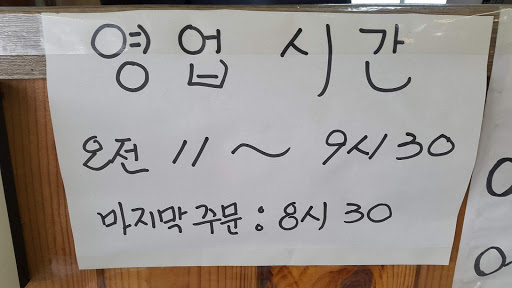 영업 시간
오전 11 ~ 9시 30
마지막 주문 : 8시 30